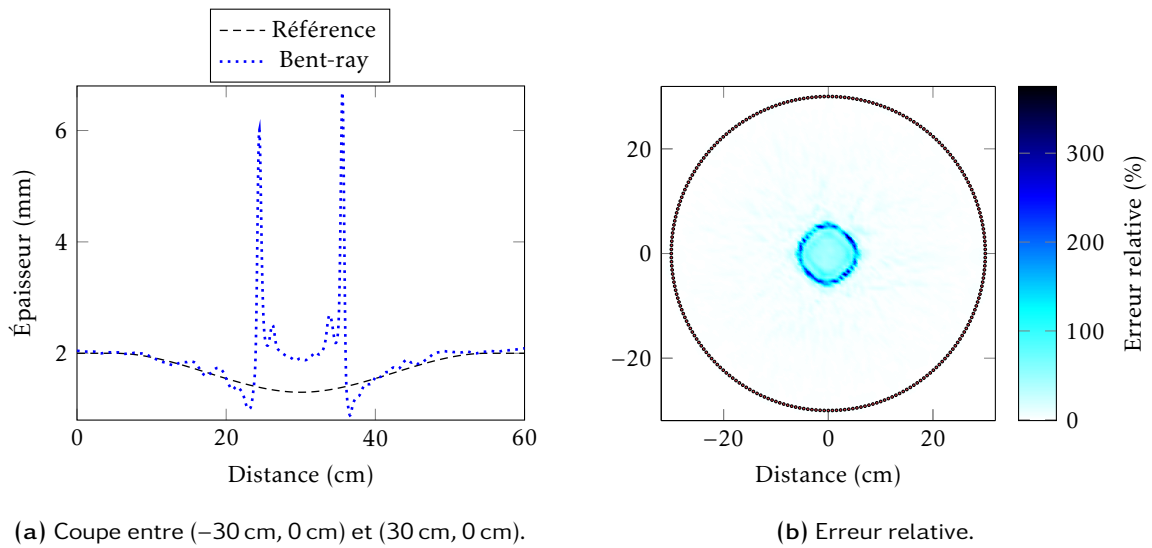 Référence
Bent-ray
6
4
2
0
20
40
60
Épaisseur (mm)
Distance (cm)
(a) Coupe entre (−30 cm, 0 cm) et (30 cm, 0 cm).
20
0
−20
−20
0
20
Distance (cm)
300
200
100
0
Erreur relative (%)
(b) Erreur relative.